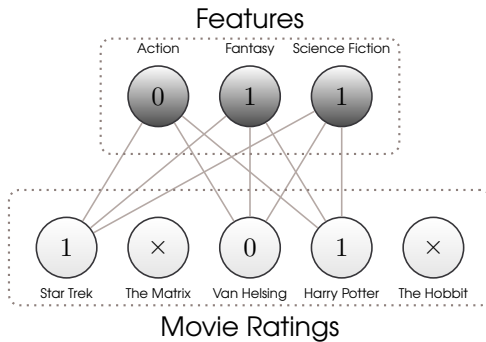 Features
Action Fantasy Science Fiction
0 1 1
1 × 0 1 ×
Star Trek The Matrix Van Helsing Harry Potter The Hobbit
Movie Ratings